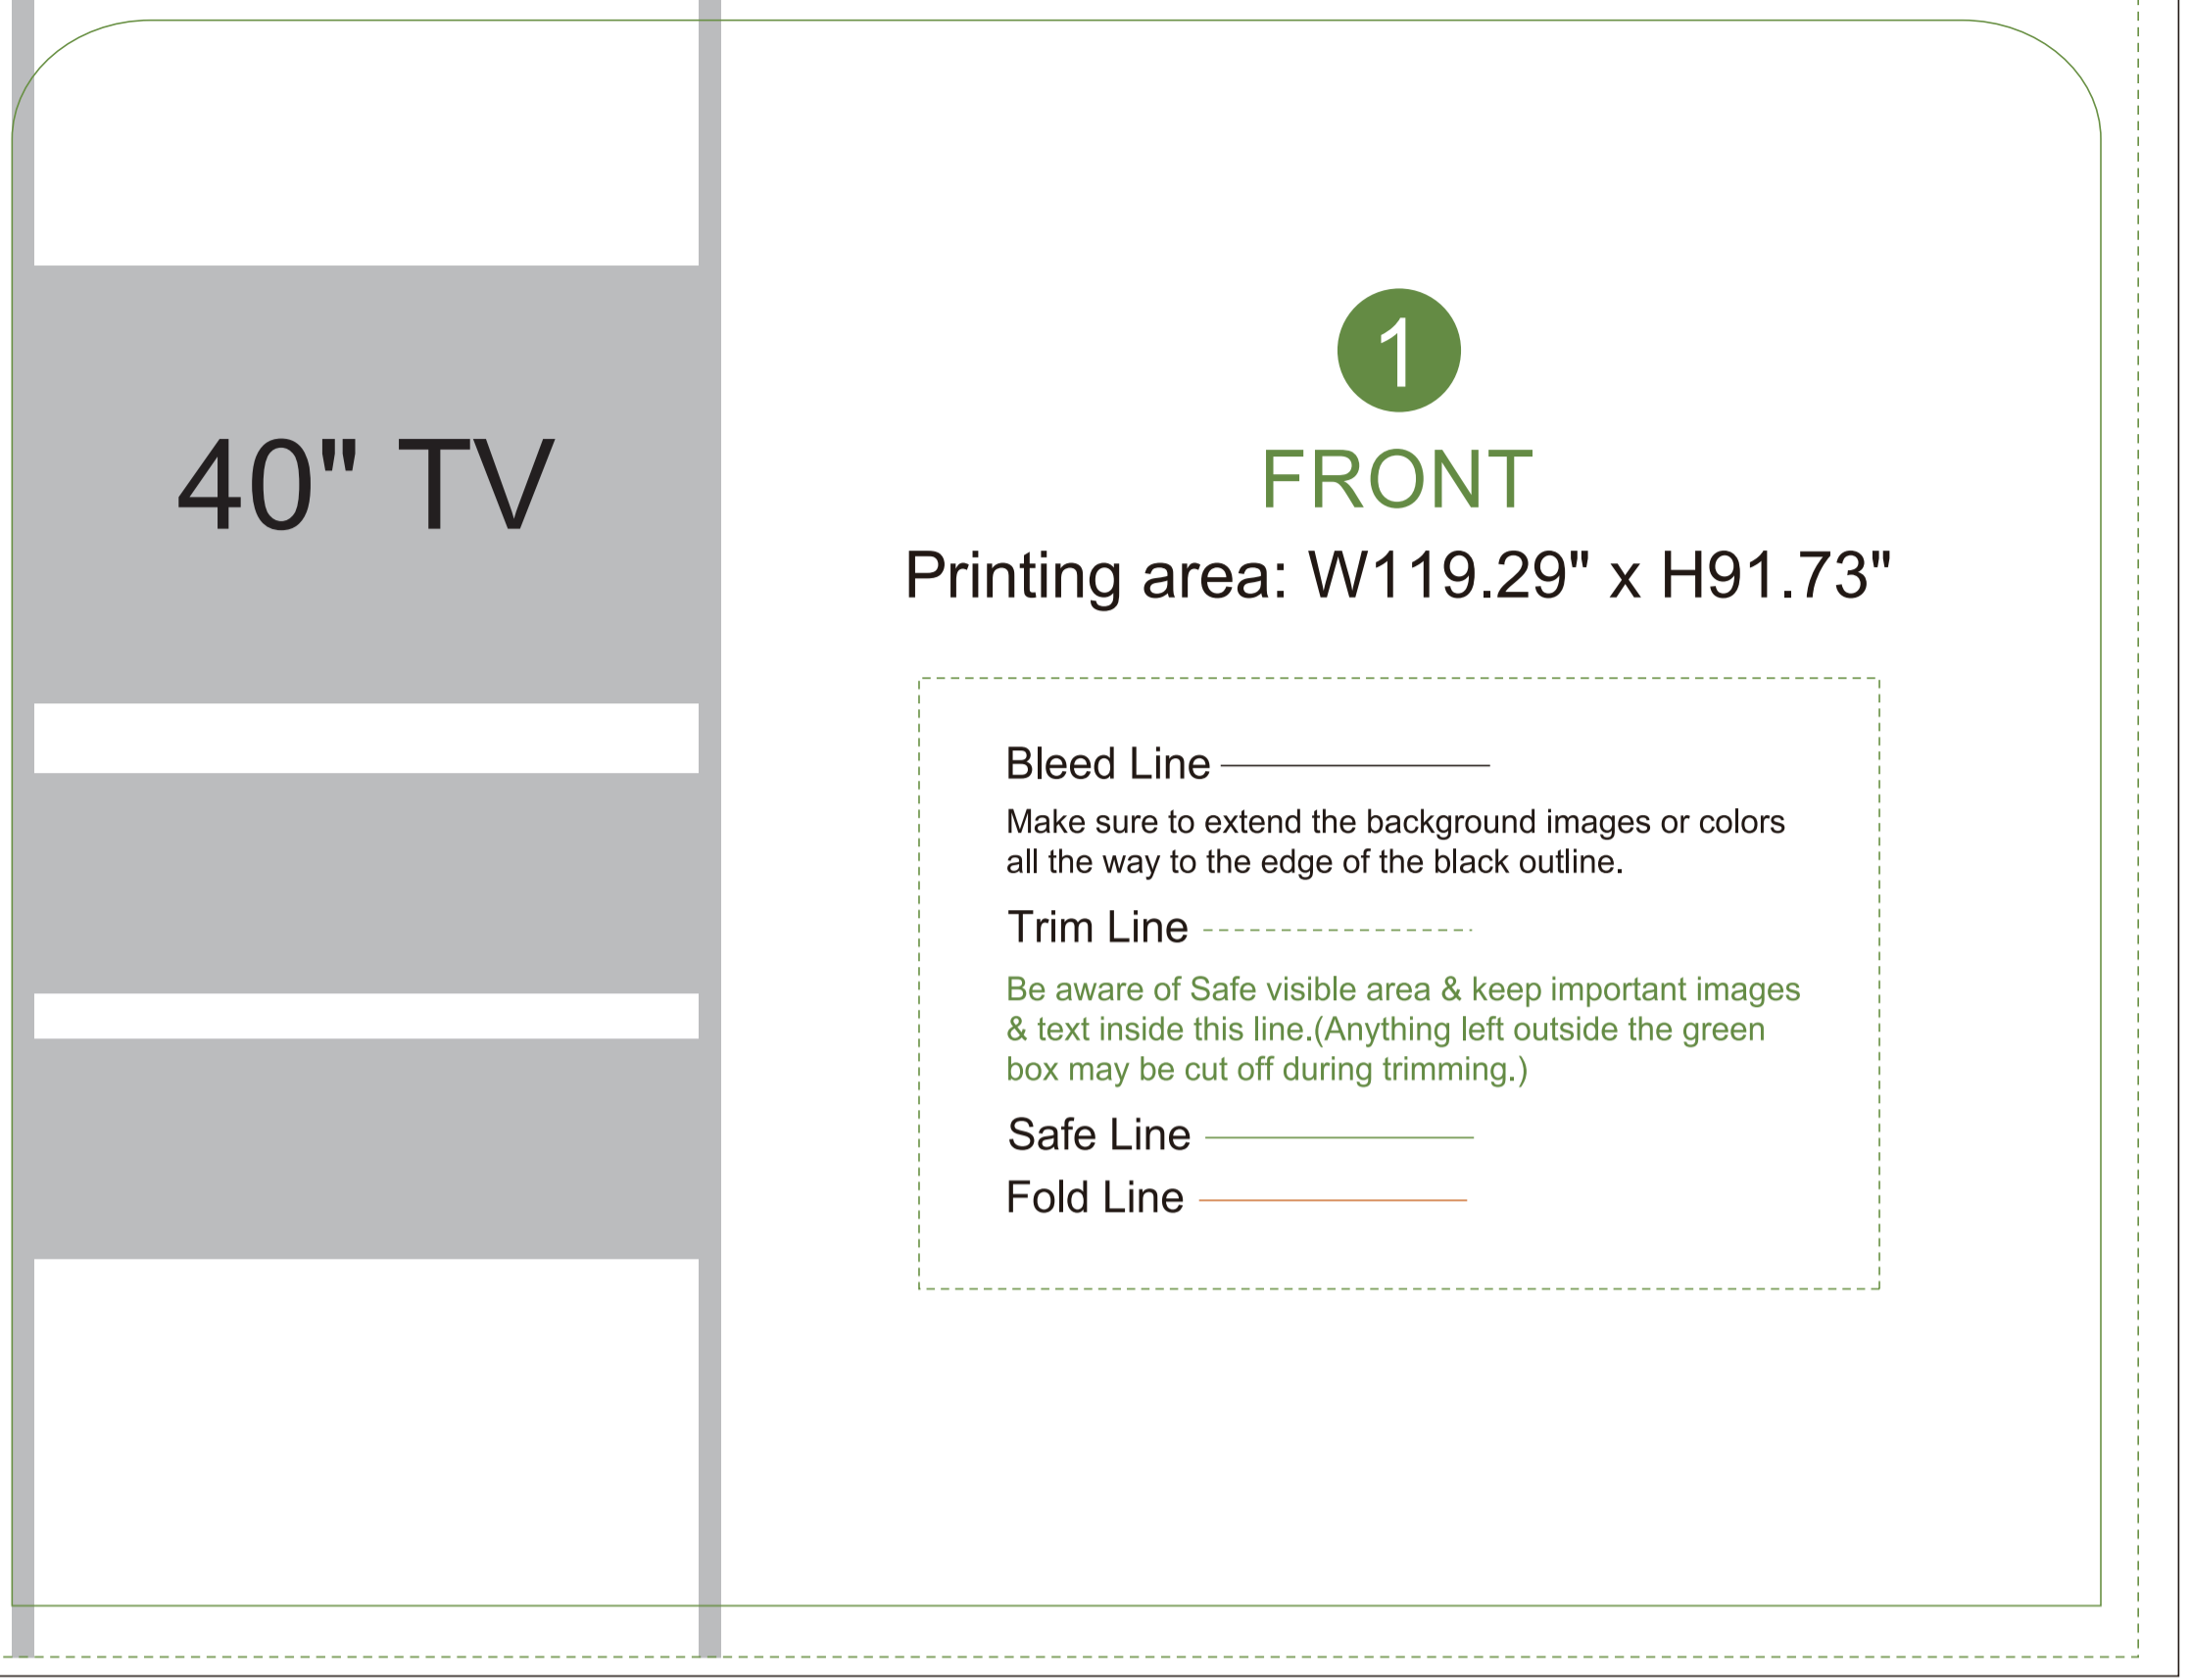 40" TV
1
FRONT
Printing area: W119.29" x H91.73"
Bleed Line
Make sure to extend the background images or colors
all the way to the edge of the black outline.
Trim Line
Be aware of Safe visible area & keep important images
& text inside this line.(Anything left outside the green
box may be cut off during trimming.)
Safe Line
Fold Line